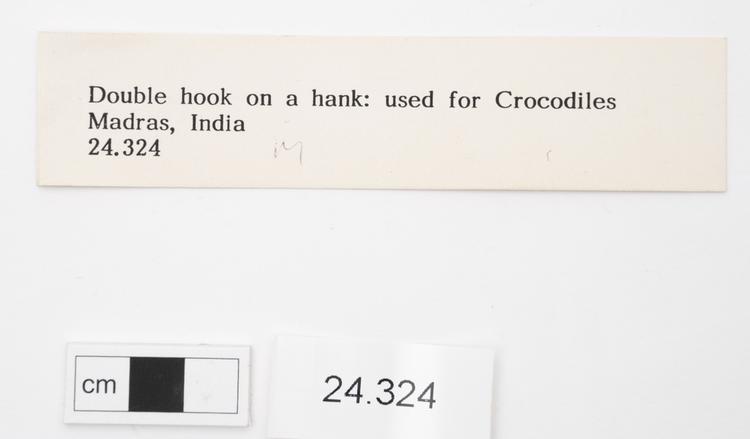 Double hook on a hank: used for Crocodiles
Madras, India
24.324
cm
24.324